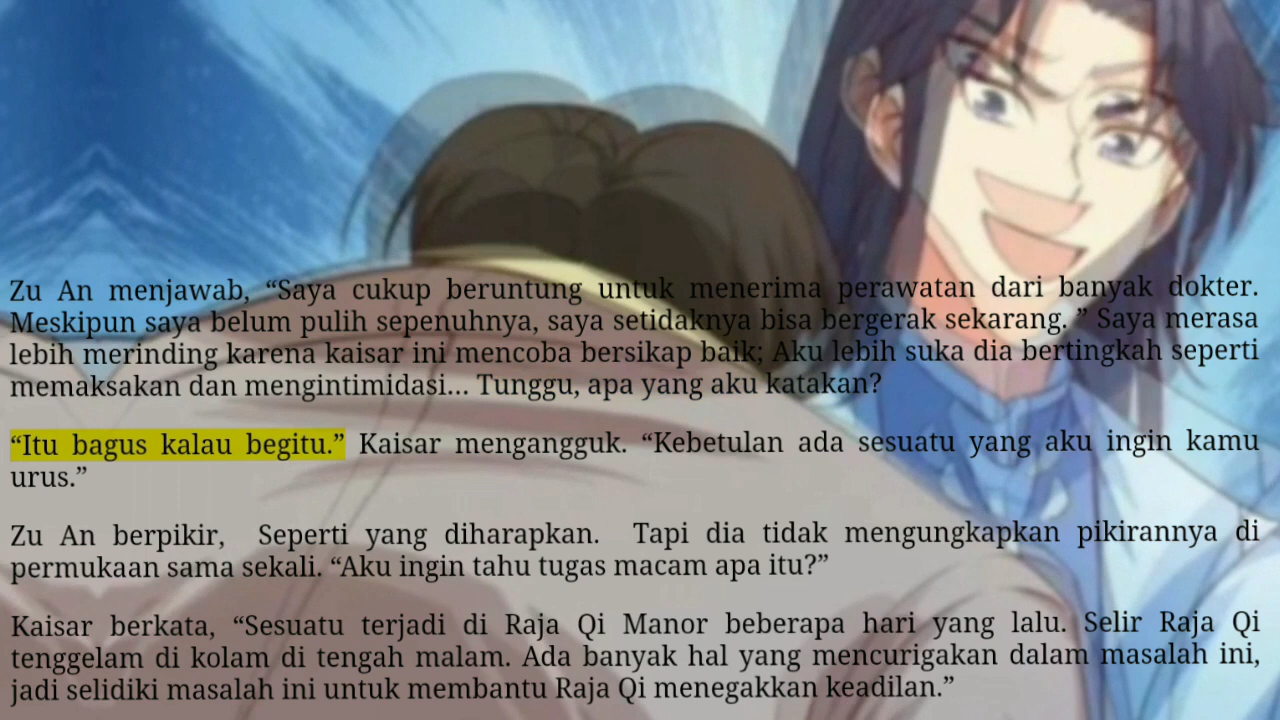 Zu An menjawab, “Saya cukup beruntung untuk menerima perawatan dari banyak dokter.
Meskipun saya belum pulih sepenuhnya, saya setidaknya bisa bergerak sekarang. ” Saya merasa
lebih merinding karena kaisar ini mencoba bersikap baik; Aku lebih suka dia bertingkah seperti
memaksakan dan mengintimidasi... Tunggu, apa yang aku katakan?
“Itu bagus kalau begitu.” Kaisar mengangguk. “Kebetulan ada sesuatu yang aku ingin kamu
urus.”
Zu An berpikir, Seperti yang diharapkan. Tapi dia tidak mengungkapkan pikirannya di
permukaan sama sekali. “Aku ingin tahu tugas macam apa itu?”
Kaisar berkata, “Sesuatu terjadi di Raja Qi Manor beberapa hari yang lalu. Selir Raja Qi
tenggelam di kolam di tengah malam. Ada banyak hal yang mencurigakan dalam masalah ini,
jadi selidiki masalah ini untuk membantu Raja Qi menegakkan keadilan.”